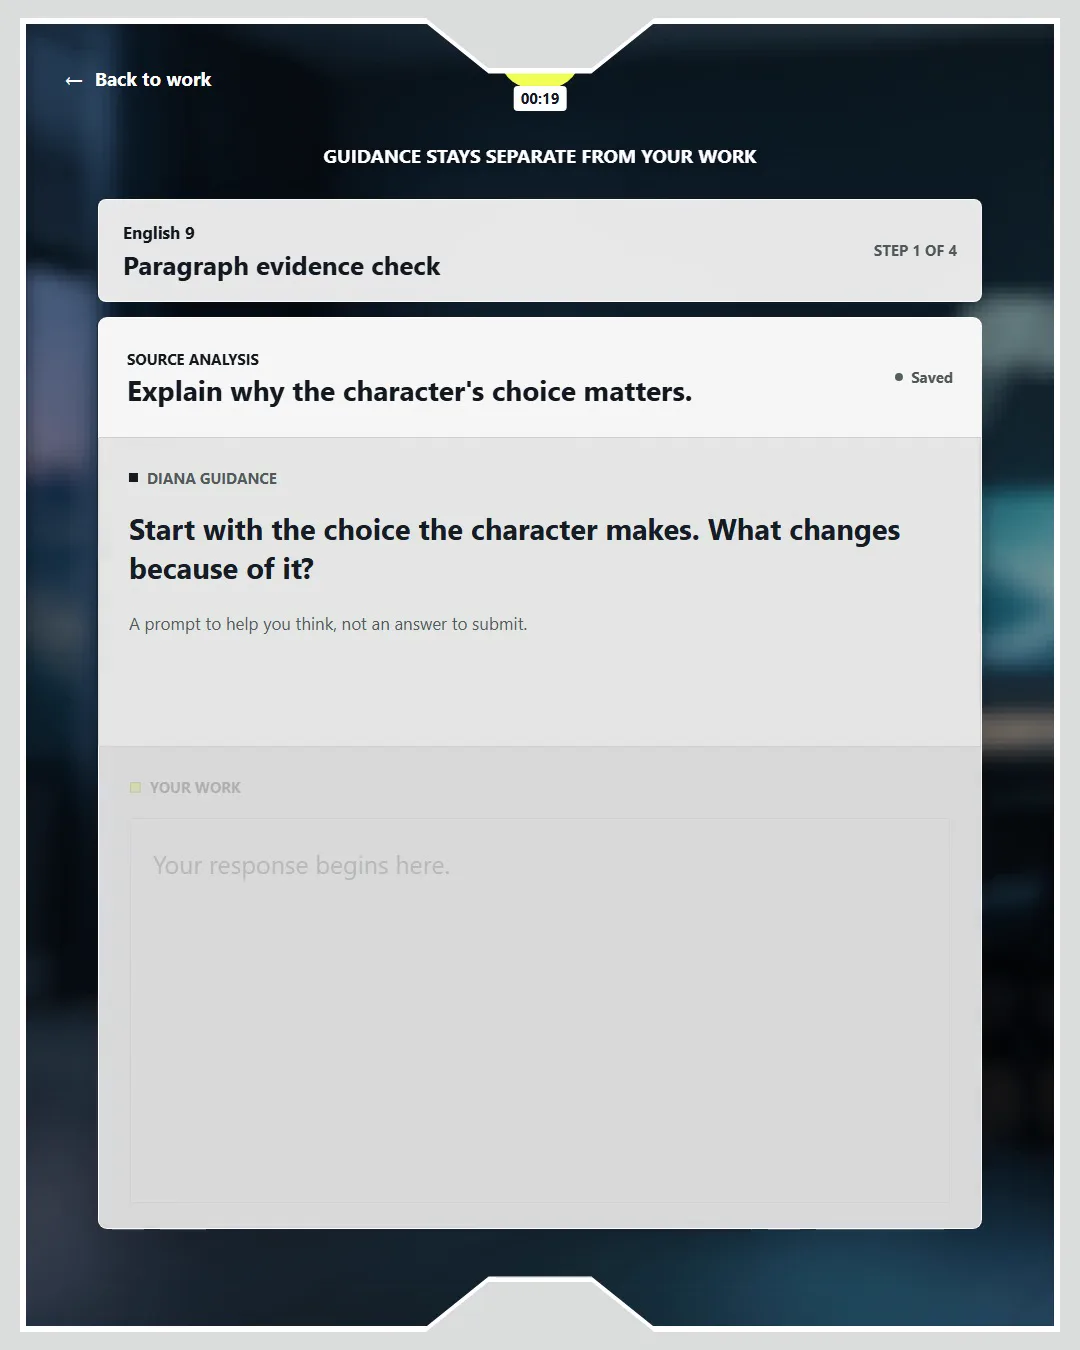 ← Back to work
00:19
GUIDANCE STAYS SEPARATE FROM YOUR WORK
English 9
Paragraph evidence check
STEP 1 OF 4
SOURCE ANALYSIS
Explain why the character's choice matters.
Saved
DIANA GUIDANCE
Start with the choice the character makes. What changes
because of it?
A prompt to help you think, not an answer to submit.
YOUR WORK
Your response begins here.